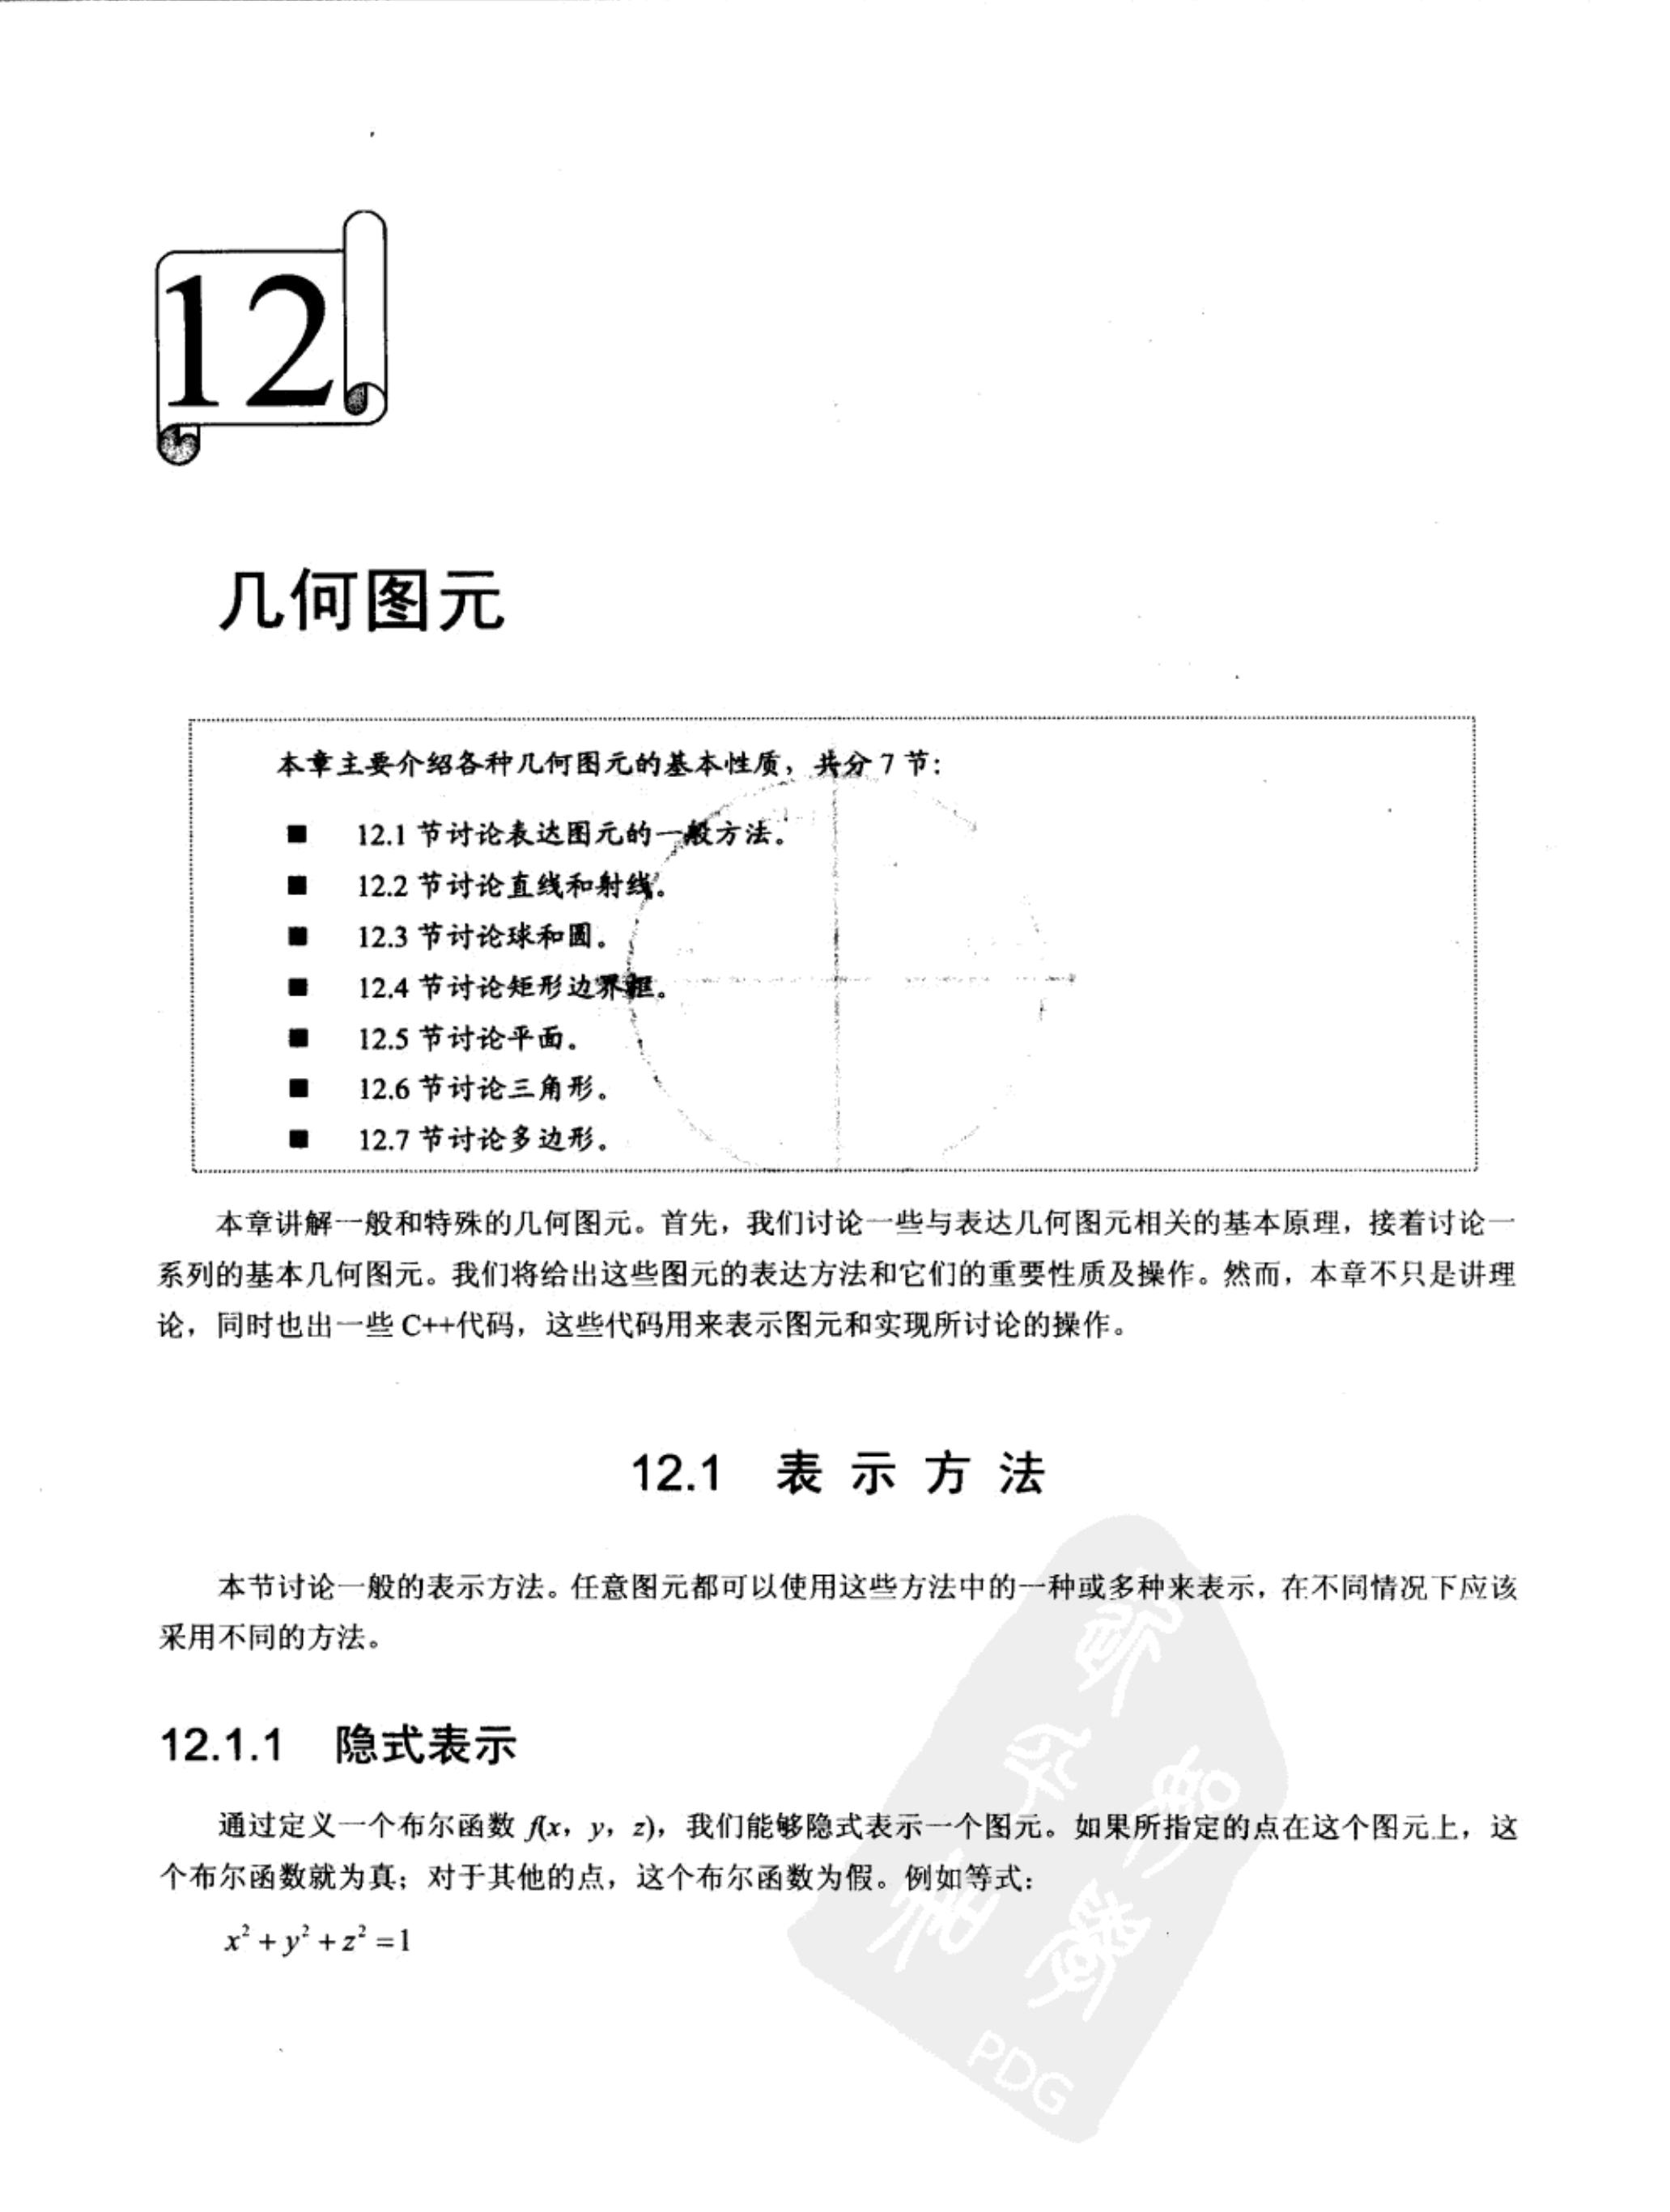 12
几何图元
本章主要介绍各种几何图元的基本性质，共分 7 节：
■ 12.1 节讨论表达图元的一般方法。
■ 12.2 节讨论直线和射线。
■ 12.3 节讨论球和圆。
■ 12.4 节讨论矩形边界框。
■ 12.5 节讨论平面。
■ 12.6 节讨论三角形。
■ 12.7 节讨论多边形。
本章讲解一般和特殊的几何图元。首先，我们讨论一些与表达几何图元相关的基本原理，接着讨论一
系列的基本几何图元。我们将给出这些图元的表达方法和它们的重要性质及操作。然而，本章不只是讲理
论，同时也出一些 C++代码，这些代码用来表示图元和实现所讨论的操作。
12.1 表 示 方 法
本节讨论一般的表示方法。任意图元都可以使用这些方法中的一种或多种来表示，在不同情况下应该
采用不同的方法。
12.1.1 隐式表示
通过定义一个布尔函数 f(x，y，z)，我们能够隐式表示一个图元。如果所指定的点在这个图元上，这
个布尔函数就为真；对于其他的点，这个布尔函数为假。例如等式：
x² + y² + z² = 1
PDG